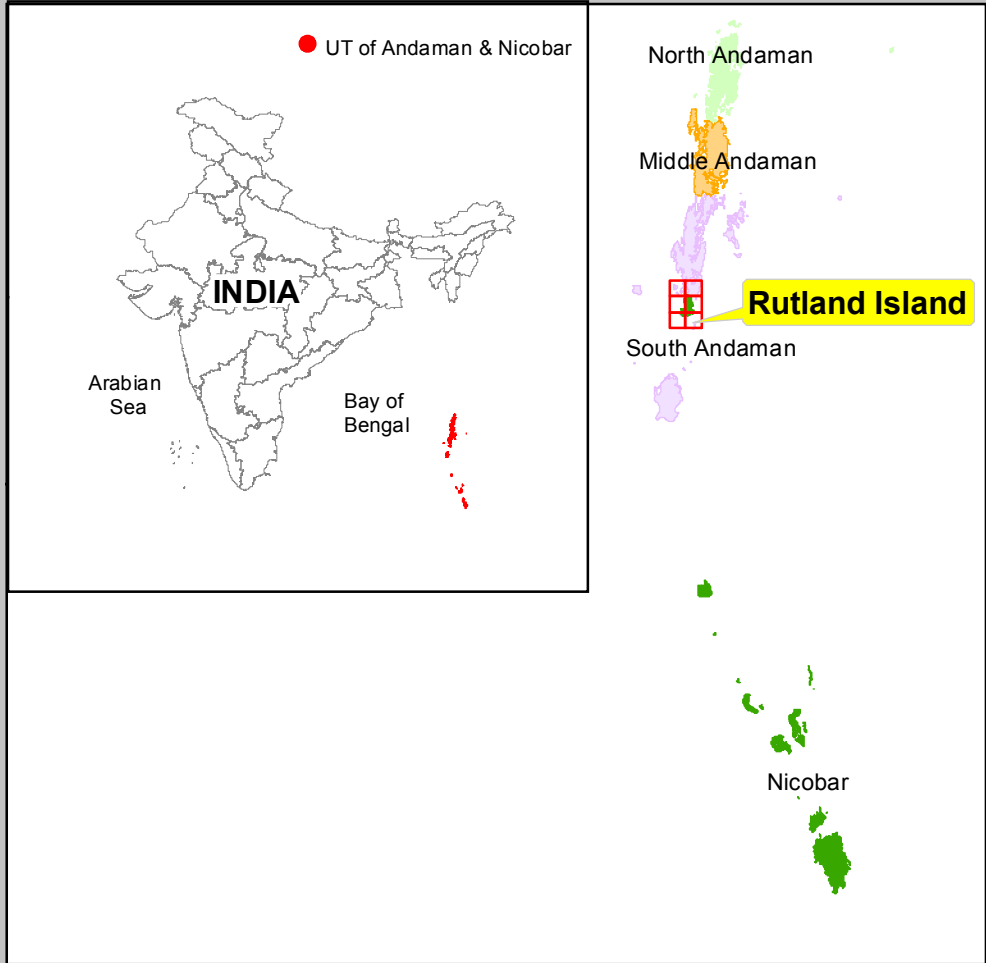 UT of Andaman & Nicobar
INDIA
Arabian
Sea
Bay of
Bengal
North Andaman
Middle Andaman
Rutland Island
South Andaman
Nicobar